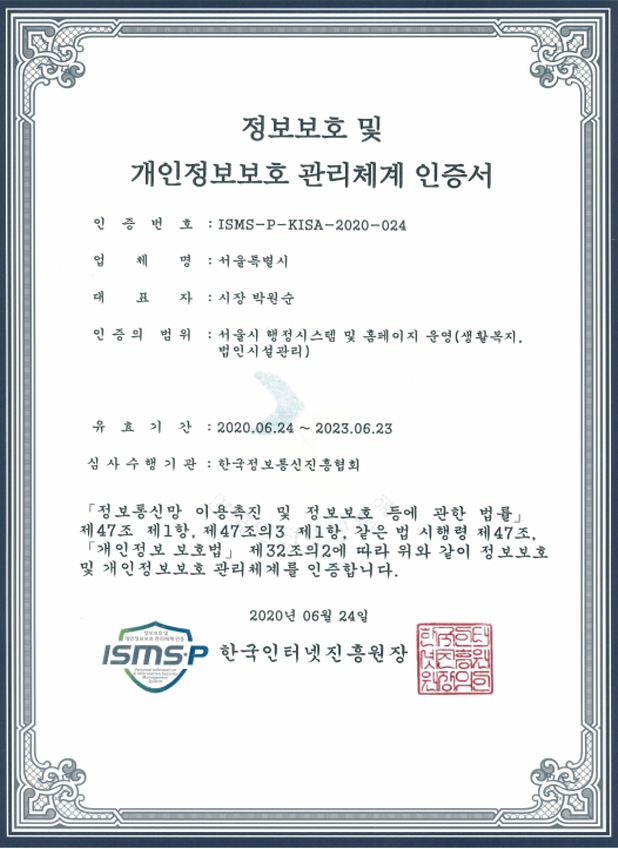 정보보호 및
개인정보보호 관리체계 인증서
인 증 번 호 : ISMS-P-KISA-2020-024
업 체 명 : 서울특별시
대 표 자 : 시장 박원순
인증의 범위 : 서울시 행정시스템 및 홈페이지 운영(생활복지,
법인시설관리)
유 효 기 간 : 2020.06.24 ~ 2023.06.23
심사수행기관 : 한국정보통신진흥협회
「정보통신망 이용촉진 및 정보보호 등에 관한 법률」
제47조 제1항, 제47조의3 제1항, 같은 법 시행령 제47조,
「개인정보 보호법」 제32조의2에 따라 위와 같이 정보보호
및 개인정보보호 관리체계를 인증합니다.
2020년 06월 24일
정보보호 및
개인정보보호 관리체계 인증
ISMS-P
Personal Information
& Information Security
Management
System
한국인터넷진흥원장